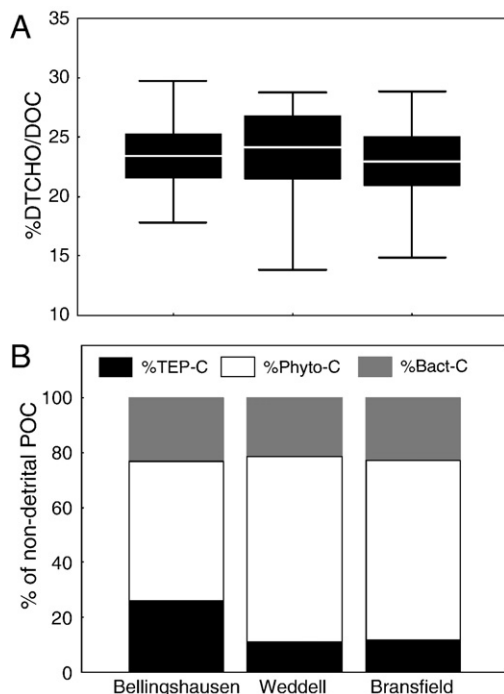 A
%DTCHO/DOC
35
30
25
20
15
10
B
%TEP-C %Phyto-C %Bact-C
% of non-detrital POC
100
80
60
40
20
0
Bellingshausen Weddell Bransfield